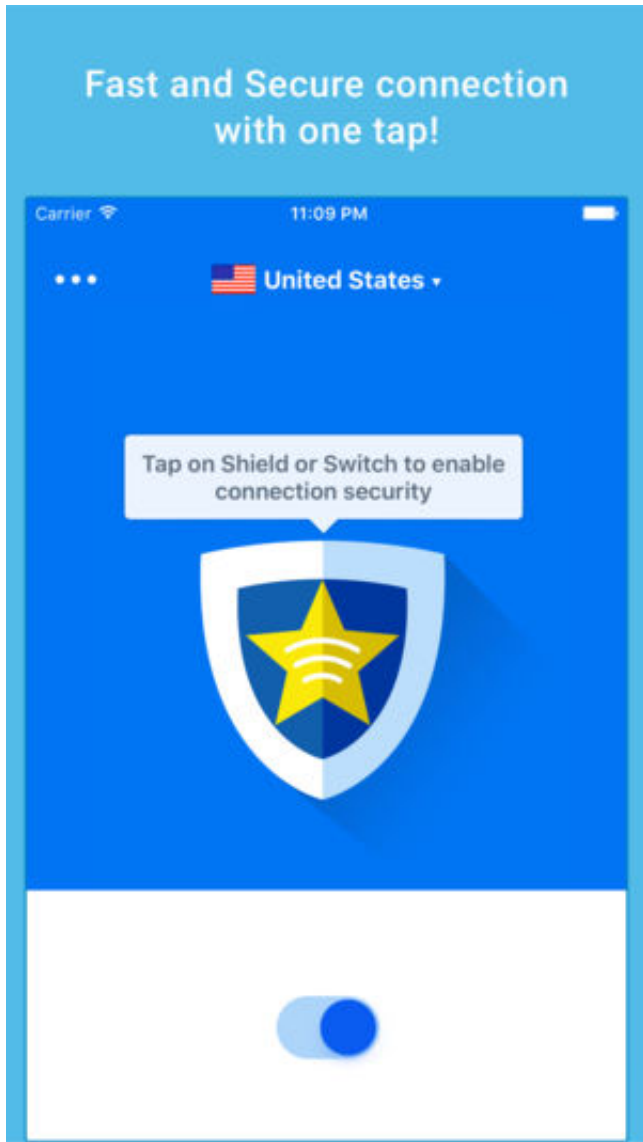 Fast and Secure connection
with one tap!
Carrier 11:09 PM
United States
Tap on Shield or Switch to enable
connection security